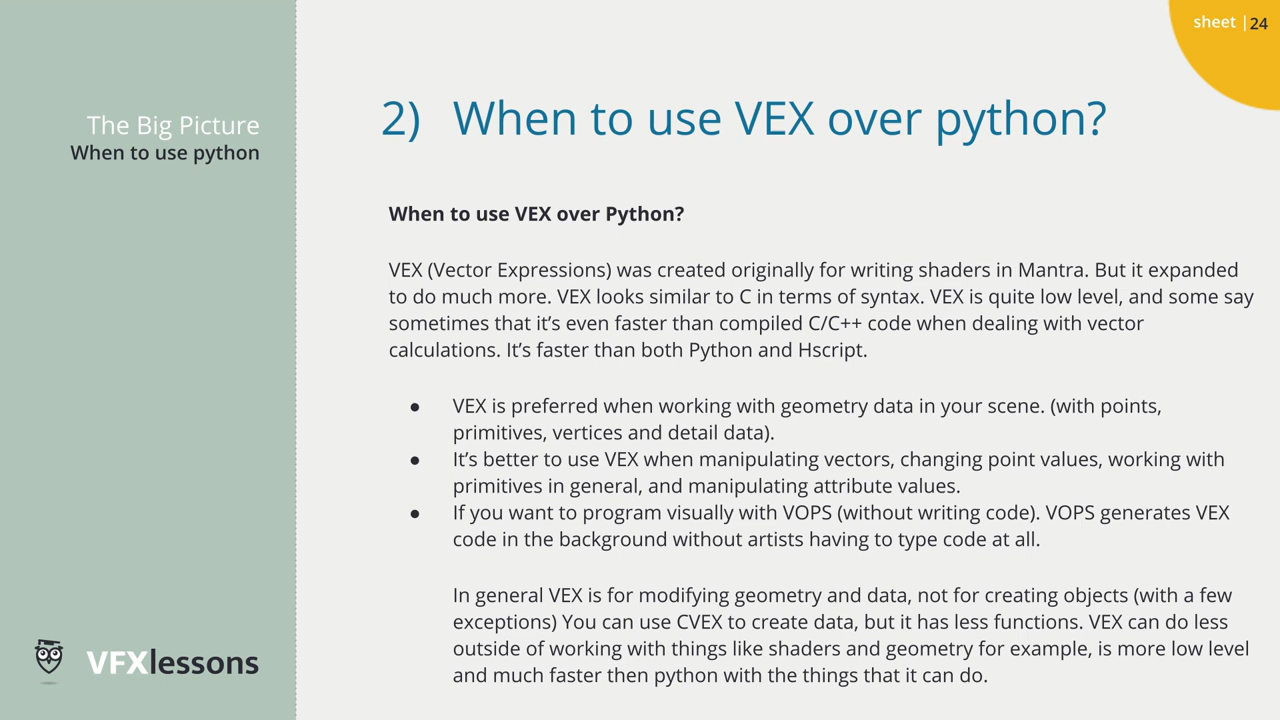 sheet |24
The Big Picture
When to use python
2) When to use VEX over python?
When to use VEX over Python?
VEX (Vector Expressions) was created originally for writing shaders in Mantra. But it expanded
to do much more. VEX looks similar to C in terms of syntax. VEX is quite low level, and some say
sometimes that it’s even faster than compiled C/C++ code when dealing with vector
calculations. It’s faster than both Python and Hscript.
● VEX is preferred when working with geometry data in your scene. (with points,
primitives, vertices and detail data).
● It’s better to use VEX when manipulating vectors, changing point values, working with
primitives in general, and manipulating attribute values.
● If you want to program visually with VOPS (without writing code). VOPS generates VEX
code in the background without artists having to type code at all.
In general VEX is for modifying geometry and data, not for creating objects (with a few
exceptions) You can use CVEX to create data, but it has less functions. VEX can do less
outside of working with things like shaders and geometry for example, is more low level
and much faster then python with the things that it can do.
VFXlessons